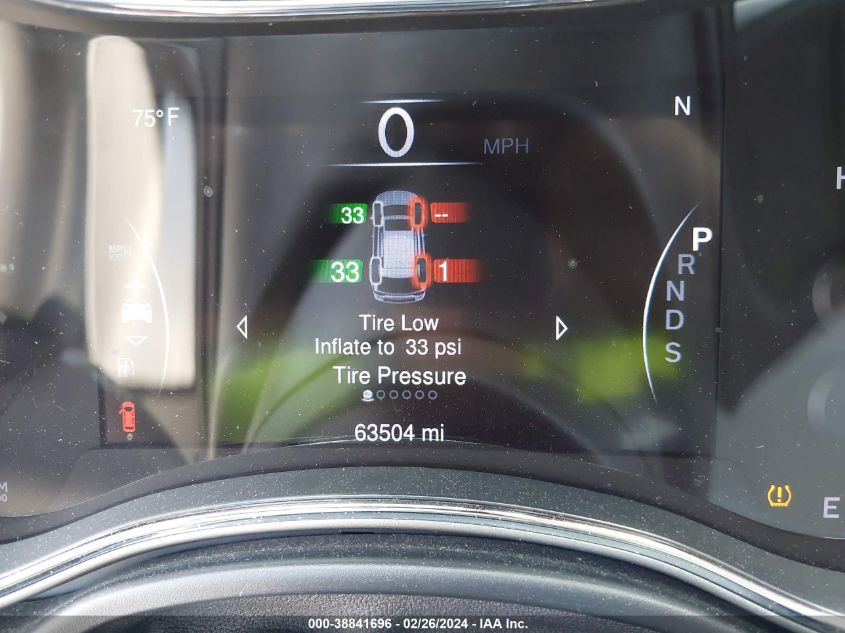 75°F
N
0
MPH
33 --
33 1
P
R
N
D
S
Tire Low
Inflate to 33 psi
Tire Pressure
63504 mi
H
E
000-38841696 - 02/26/2024 - IAA Inc.